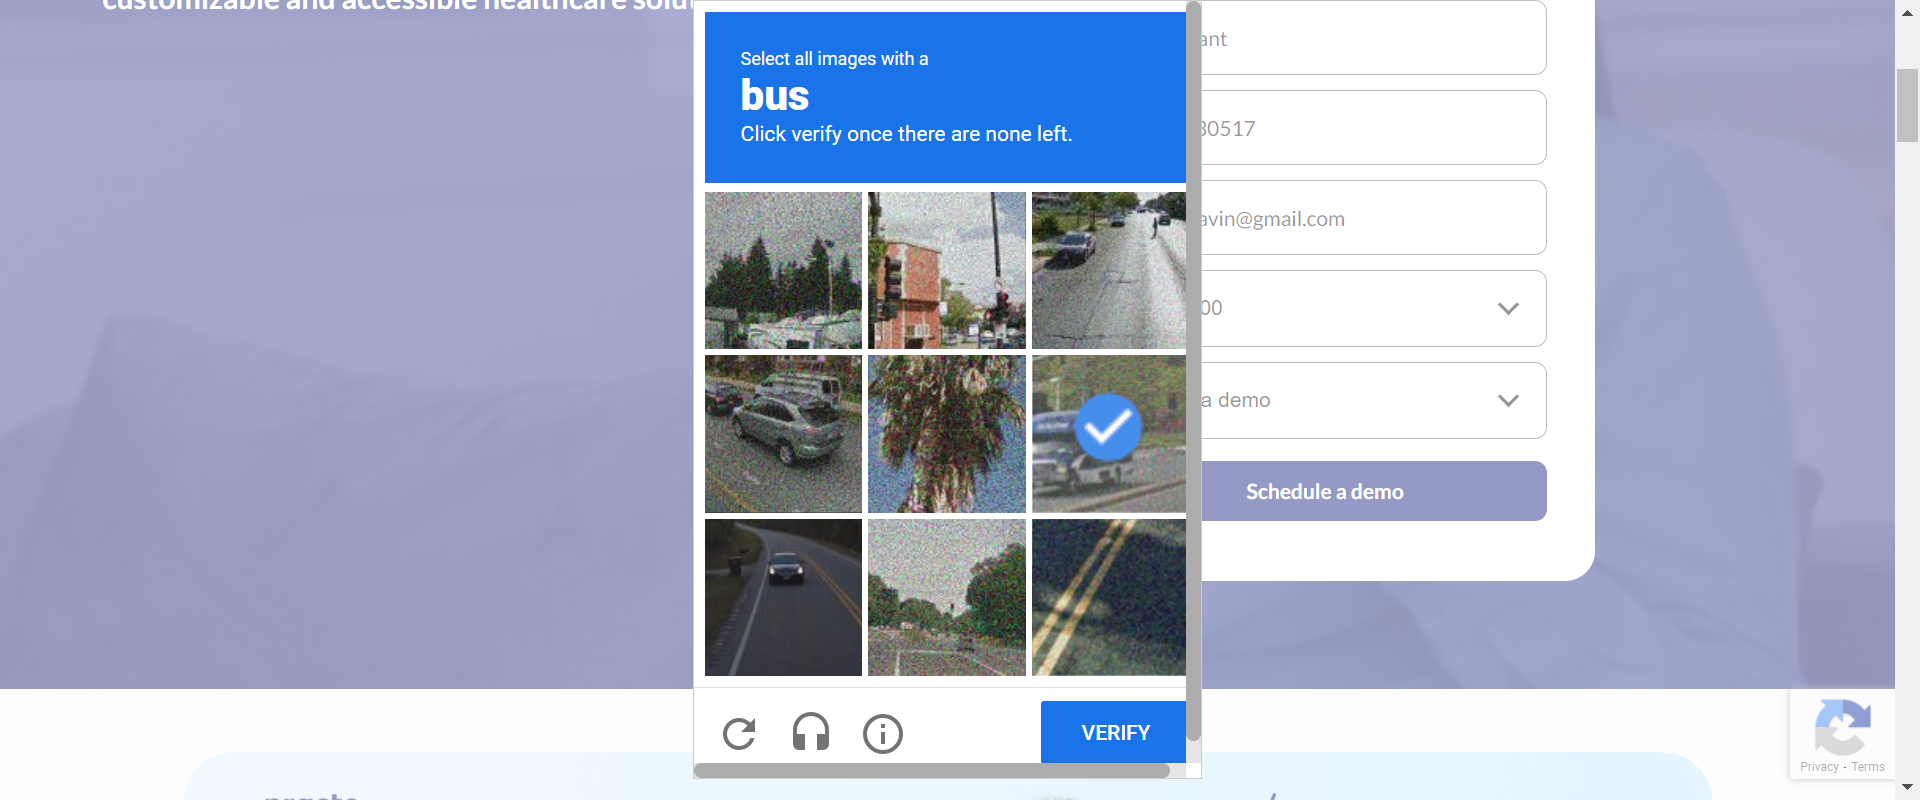 customizable and accessible healthcare solu
Select all images with a
bus
Click verify once there are none left.
ant
30517
avin@gmail.com
00
a demo
Schedule a demo
VERIFY
Privacy - Terms